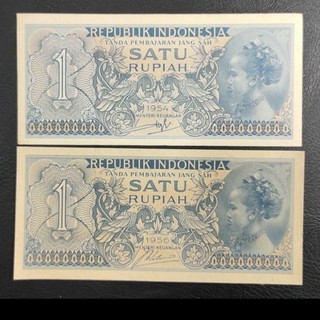 REPUBLIK INDONESIA
TANDA PEMBAJARAN JANG SAH
1
SATU
RUPIAH
1954
MENTERI KEUANGAN
REPUBLIK INDONESIA
TANDA PEMBAJARAN JANG SAH
1
SATU
RUPIAH
1956
MENTERI KEUANGAN